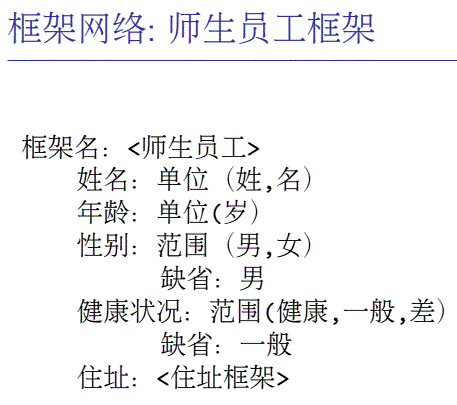 框架网络: 师生员工框架
框架名: <师生员工>
姓名: 单位（姓,名）
年龄: 单位(岁）
性别: 范围（男,女）
缺省: 男
健康状况: 范围(健康,一般,差）
缺省: 一般
住址: <住址框架>